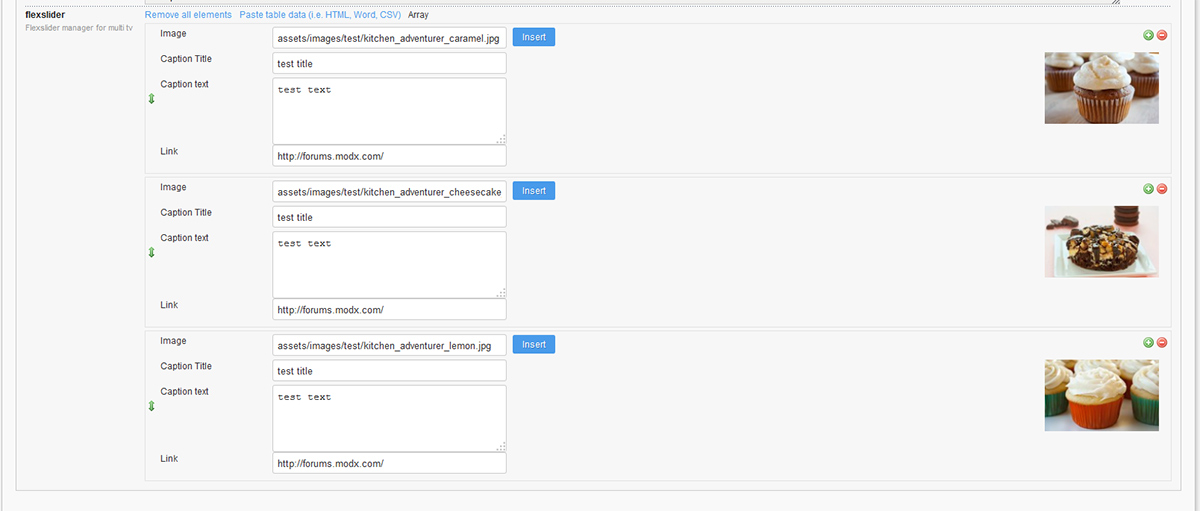 flexslider Remove all elements Paste table data (i.e. HTML, Word, CSV) Array
Flexslider manager for multi tv
Image assets/images/test/kitchen_adventurer_caramel.jpg Insert
Caption Title test title
Caption text test text
Link http://forums.modx.com/
Image assets/images/test/kitchen_adventurer_cheesecake Insert
Caption Title test title
Caption text test text
Link http://forums.modx.com/
Image assets/images/test/kitchen_adventurer_lemon.jpg Insert
Caption Title test title
Caption text test text
Link http://forums.modx.com/